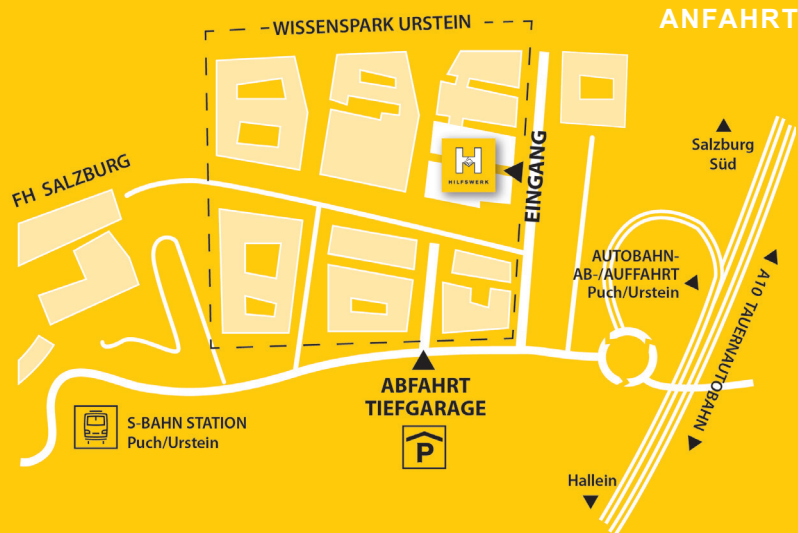 ANFAHRT
WISSENSPARK URSTEIN
Salzburg
Süd
EINGANG
H
HILFSWERK
FH SALZBURG
AUTOBAHN-
AB-/AUFFAHRT
Puch/Urstein
A10 TAUERNAUTOBAHN
ABFAHRT
TIEFGARAGE
P
S-BAHN STATION
Puch/Urstein
Hallein